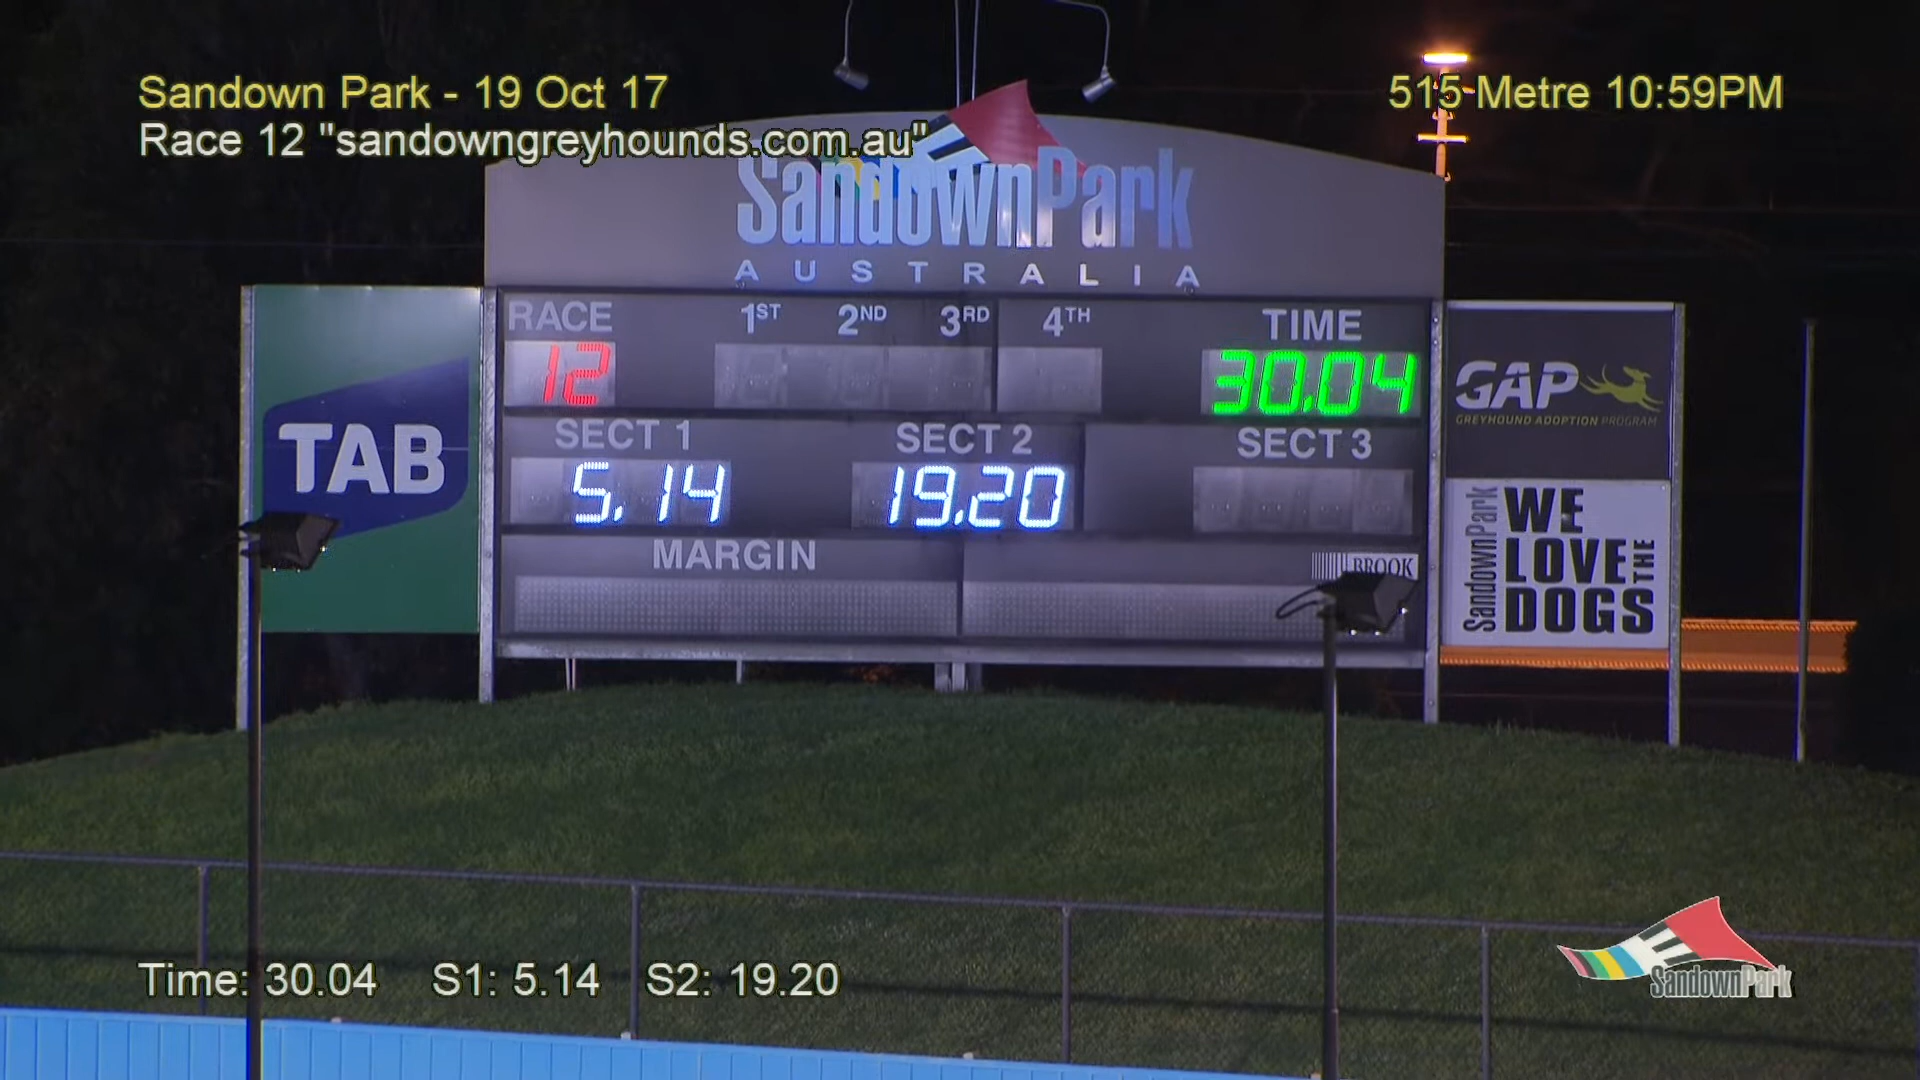 Sandown Park - 19 Oct 17
515 Metre 10:59PM
Race 12 "sandowngreyhounds.com.au"
SandownPark
AUSTRALIA
RACE 1ST 2ND 3RD 4TH TIME
12 30.04
SECT 1 SECT 2 SECT 3
5.14 19.20
MARGIN
BROOK
TAB
GAP
GREYHOUND ADOPTION PROGRAM
SandownPark
WE
LOVE THE
DOGS
Time: 30.04 S1: 5.14 S2: 19.20
SandownPark